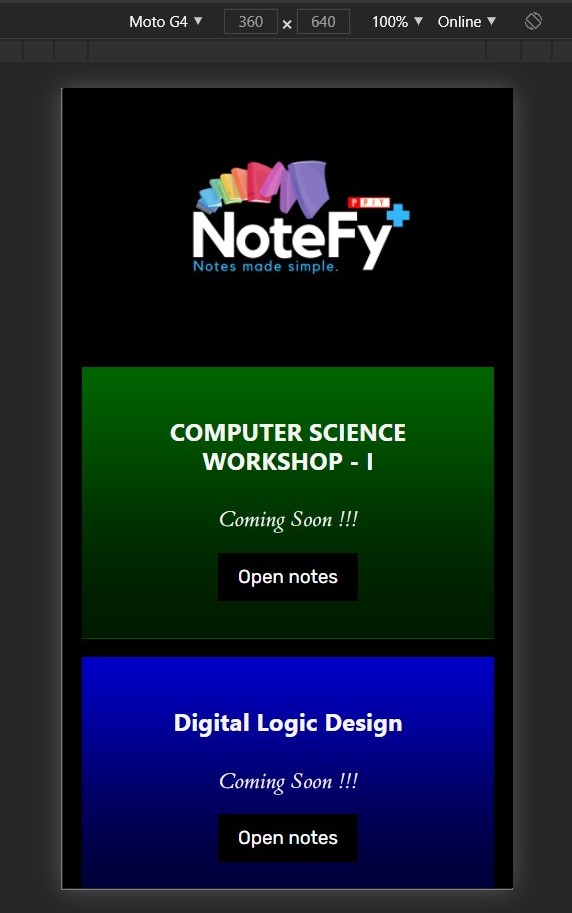 Moto G4 ▼ 360 × 640 100% ▼ Online ▼
PPIY
NoteFy+
Notes made simple.
COMPUTER SCIENCE
WORKSHOP - I
Coming Soon !!!
Open notes
Digital Logic Design
Coming Soon !!!
Open notes